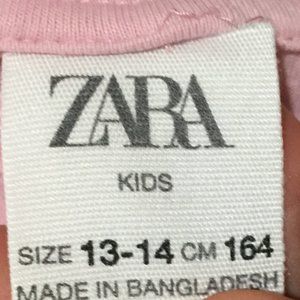 ZARA
KIDS
SIZE 13-14 CM 164
MADE IN BANGLADESH